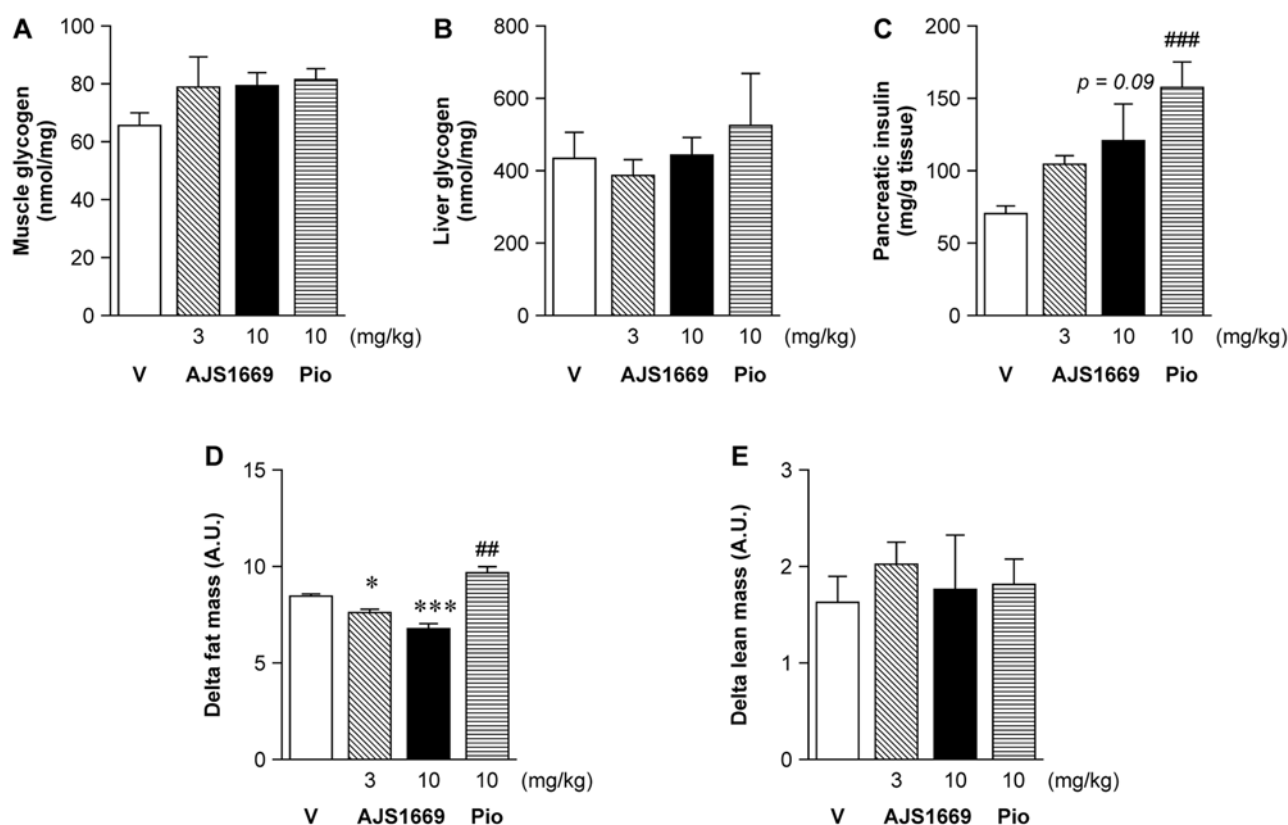 A
Muscle glycogen
(nmol/mg)
100
80
60
40
20
0
3 10 10 (mg/kg)
V AJS1669 Pio
B
Liver glycogen
(nmol/mg)
800
600
400
200
0
3 10 10 (mg/kg)
V AJS1669 Pio
C
Pancreatic insulin
(mg/g tissue)
200
150
100
50
0
p = 0.09
###
3 10 10 (mg/kg)
V AJS1669 Pio
D
Delta fat mass (A.U.)
15
10
5
0
*
***
##
3 10 10 (mg/kg)
V AJS1669 Pio
E
Delta lean mass (A.U.)
3
2
1
0
3 10 10 (mg/kg)
V AJS1669 Pio